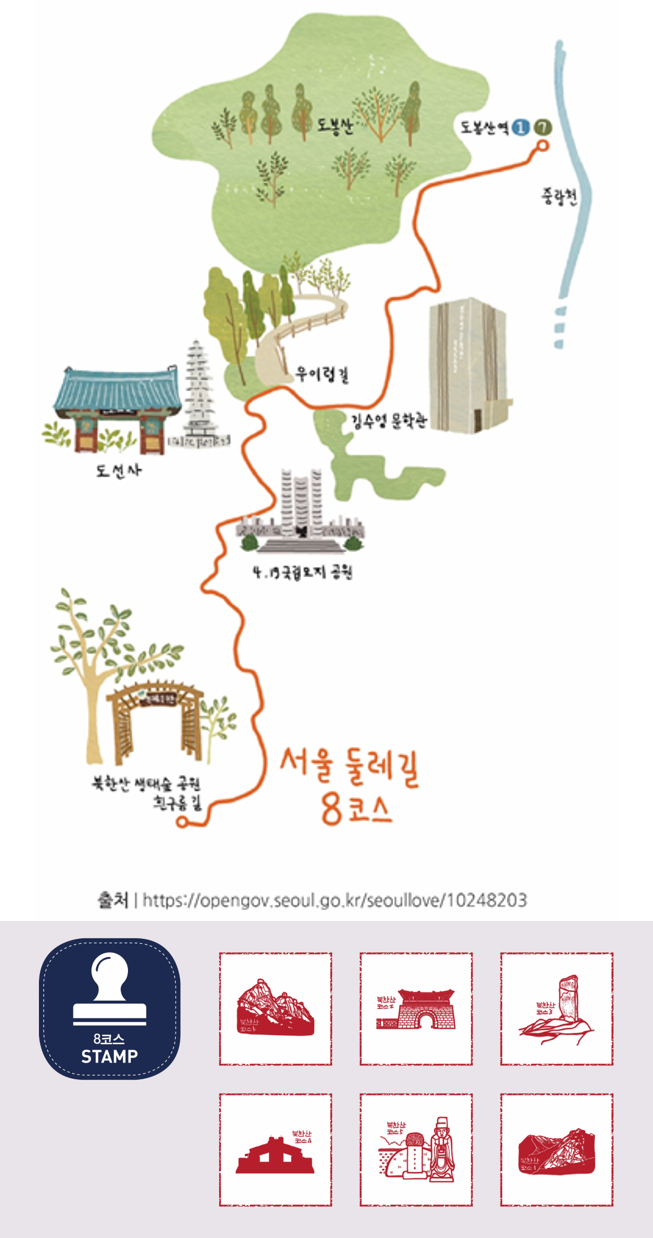 도봉산
도봉산역 1 7
중랑천
우이령길
김수영 문학관
도선사
4.19국립묘지 공원
북한산 생태숲 공원
흰구름 길
서울 둘레길
8코스
출처 | https://opengov.seoul.go.kr/seoullove/10248203
8코스
STAMP
북한산
코스1
북한산
코스2
북한산
코스3
북한산
코스4
북한산
코스5
북한산